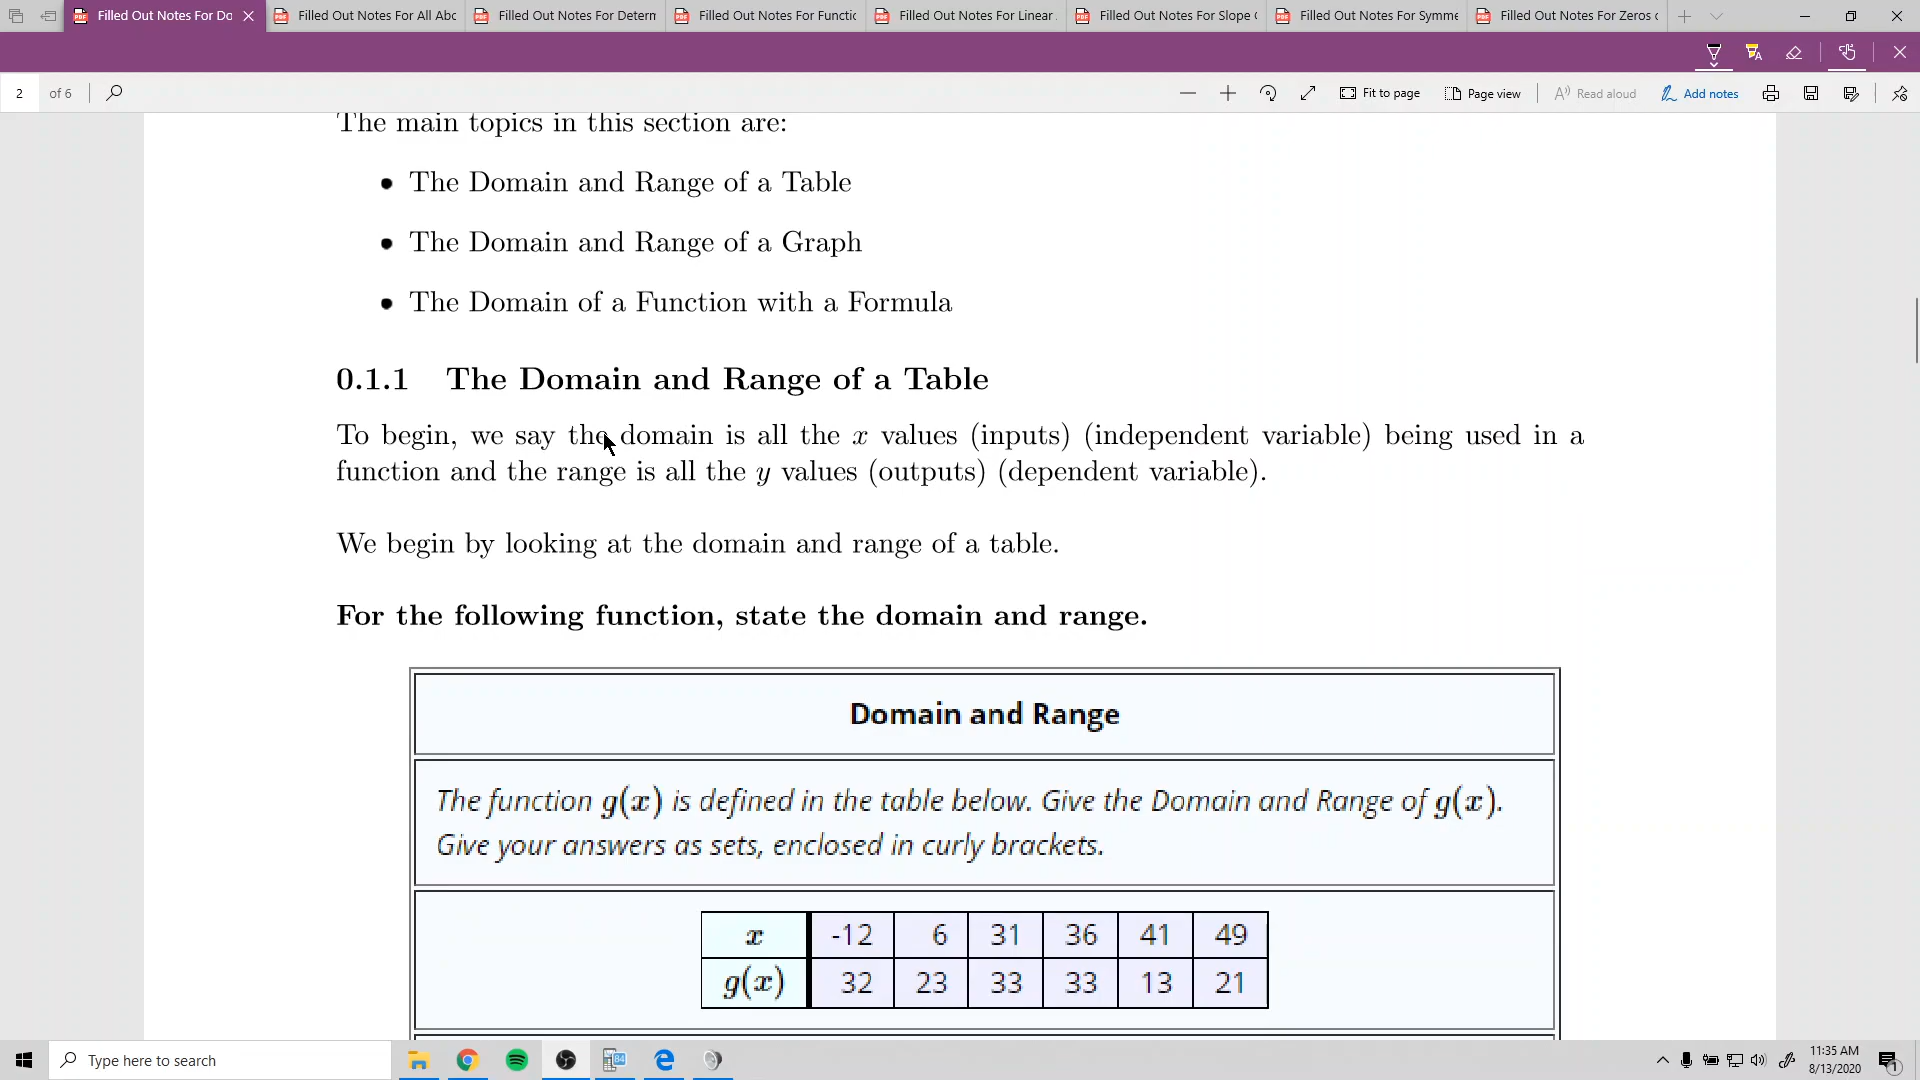 Filled Out Notes For Do
Filled Out Notes For All Abc
Filled Out Notes For Determ
Filled Out Notes For Functic
Filled Out Notes For Linear
Filled Out Notes For Slope
Filled Out Notes For Symme
Filled Out Notes For Zeros
2 of 6
Fit to page
Page view
Read aloud
Add notes
The main topics in this section are:
• The Domain and Range of a Table
• The Domain and Range of a Graph
• The Domain of a Function with a Formula
0.1.1 The Domain and Range of a Table
To begin, we say the domain is all the x values (inputs) (independent variable) being used in a
function and the range is all the y values (outputs) (dependent variable).
We begin by looking at the domain and range of a table.
For the following function, state the domain and range.
Domain and Range
The function g(x) is defined in the table below. Give the Domain and Range of g(x).
Give your answers as sets, enclosed in curly brackets.
x -12 6 31 36 41 49
g(x) 32 23 33 33 13 21
Type here to search
84
11:35 AM
8/13/2020
1